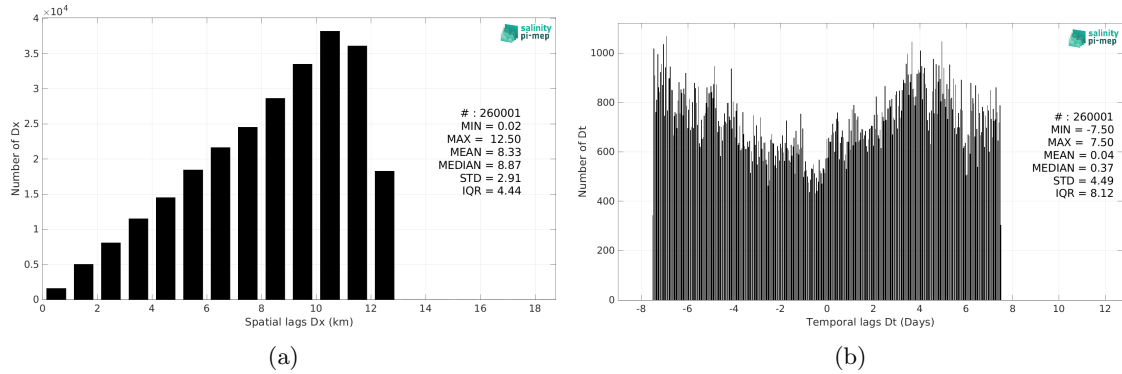 ×10⁴
4
3.5
3
2.5
2
1.5
1
0.5
0
Number of Dx
salinity
pi-mep
# : 260001
MIN = 0.02
MAX = 12.50
MEAN = 8.33
MEDIAN = 8.87
STD = 2.91
IQR = 4.44
0 2 4 6 8 10 12 14 16 18
Spatial lags Dx (km)
(a)
1000
800
600
400
200
0
Number of Dt
salinity
pi-mep
# : 260001
MIN = -7.50
MAX = 7.50
MEAN = 0.04
MEDIAN = 0.37
STD = 4.49
IQR = 8.12
-8 -6 -4 -2 0 2 4 6 8 10 12
Temporal lags Dt (Days)
(b)